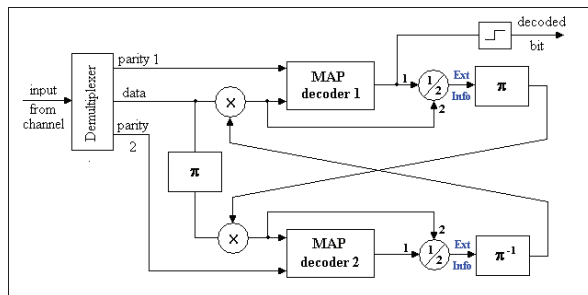 decoded
bit
parity 1
MAP
decoder 1
1
1/2
2
Ext
Info
π
input
from
channel
Demultiplexer
data
×
parity
2
π
×
MAP
decoder 2
1
2
1/2
Ext
Info
π⁻¹